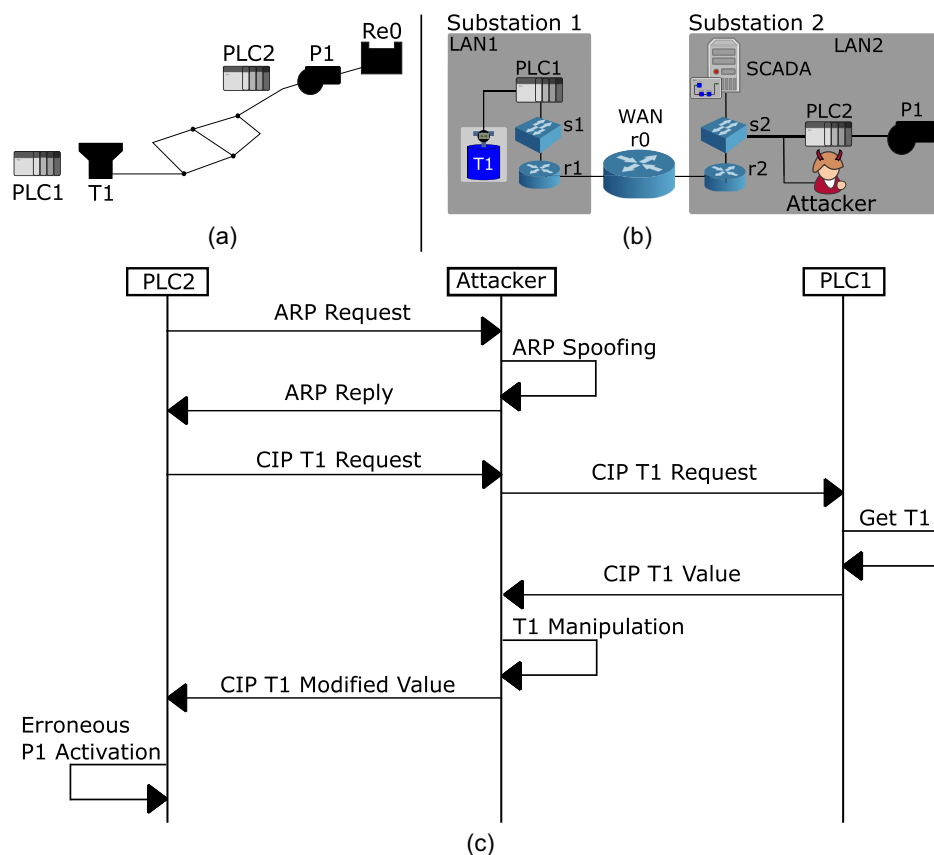 Re0
P1
PLC2
PLC1
T1
(a)
Substation 1
LAN1
PLC1
s1
T1
r1
WAN
r0
Substation 2
LAN2
SCADA
PLC2
P1
s2
r2
Attacker
(b)
PLC2
Attacker
PLC1
ARP Request
ARP Spoofing
ARP Reply
CIP T1 Request
CIP T1 Request
Get T1
CIP T1 Value
T1 Manipulation
CIP T1 Modified Value
Erroneous
P1 Activation
(c)